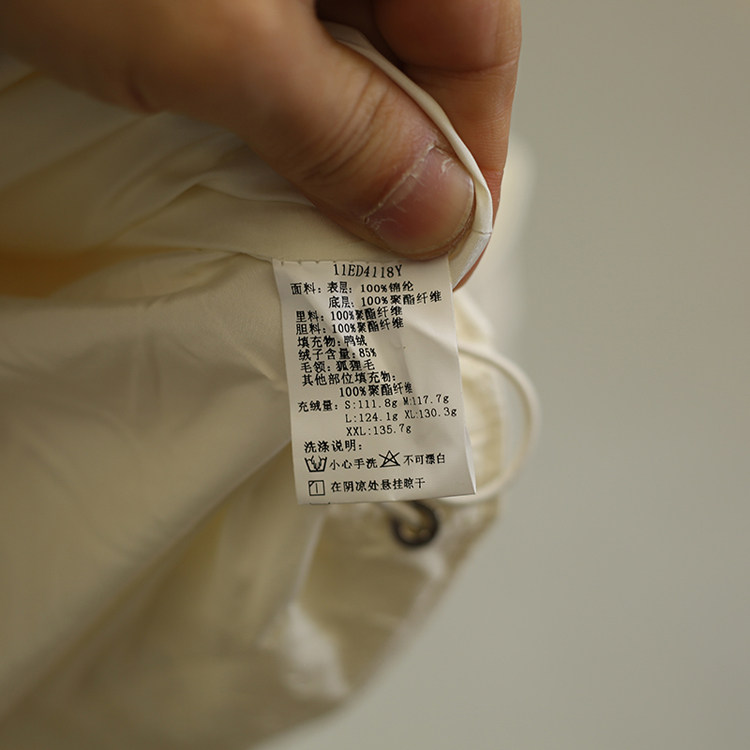 11ED4118Y
面料：表层：100%锦纶
底层：100%聚酯纤维
里料：100%聚酯纤维
胆料：100%聚酯纤维
填充物：鸭绒
绒子含量：85%
毛领：狐狸毛
其他部位填充物：
100%聚酯纤维
充绒量：S:111.8g M:117.7g
L:124.1g XL:130.3g
XXL:135.7g
洗涤说明：
小心手洗 不可漂白
在阴凉处悬挂晾干